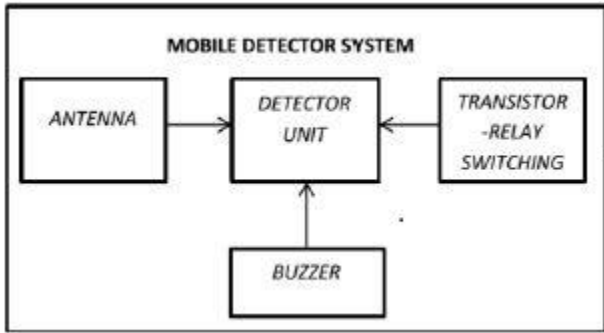 MOBILE DETECTOR SYSTEM
ANTENNA
DETECTOR
UNIT
TRANSISTOR
-RELAY
SWITCHING
BUZZER